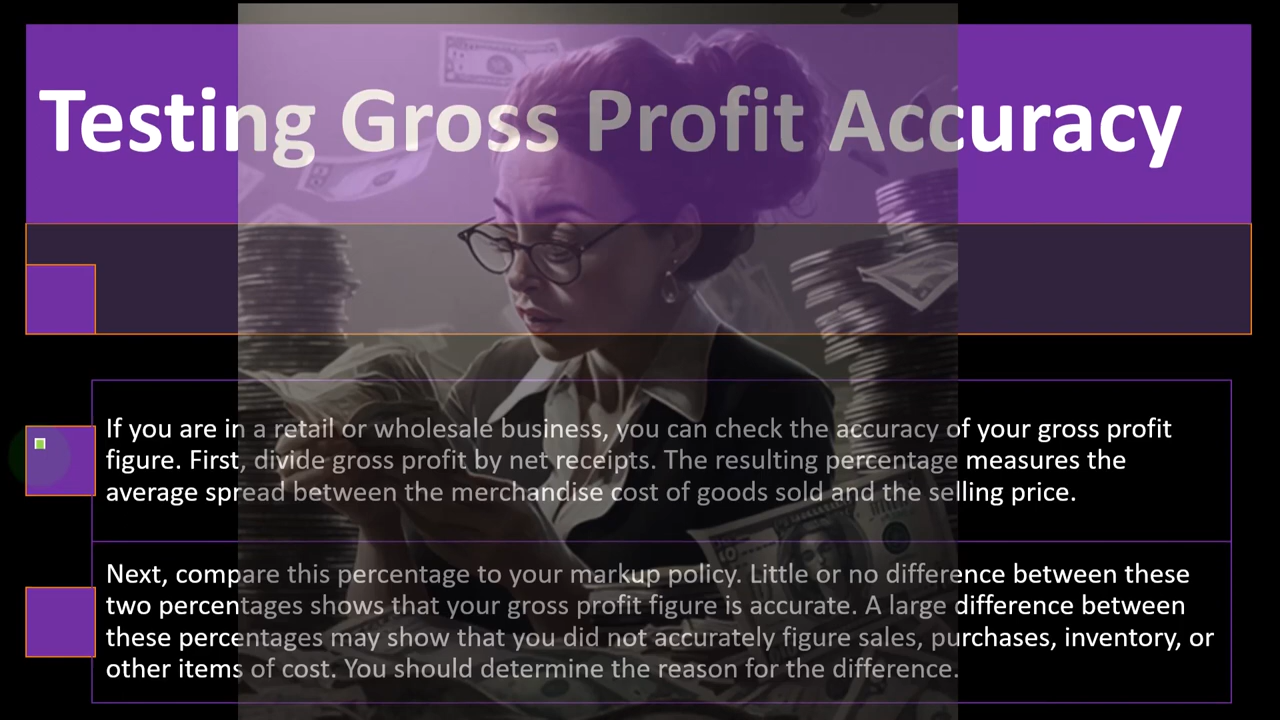 Testing Gross Profit Accuracy
If you are in a retail or wholesale business, you can check the accuracy of your gross profit
figure. First, divide gross profit by net receipts. The resulting percentage measures the
average spread between the merchandise cost of goods sold and the selling price.
Next, compare this percentage to your markup policy. Little or no difference between these
two percentages shows that your gross profit figure is accurate. A large difference between
these percentages may show that you did not accurately figure sales, purchases, inventory, or
other items of cost. You should determine the reason for the difference.